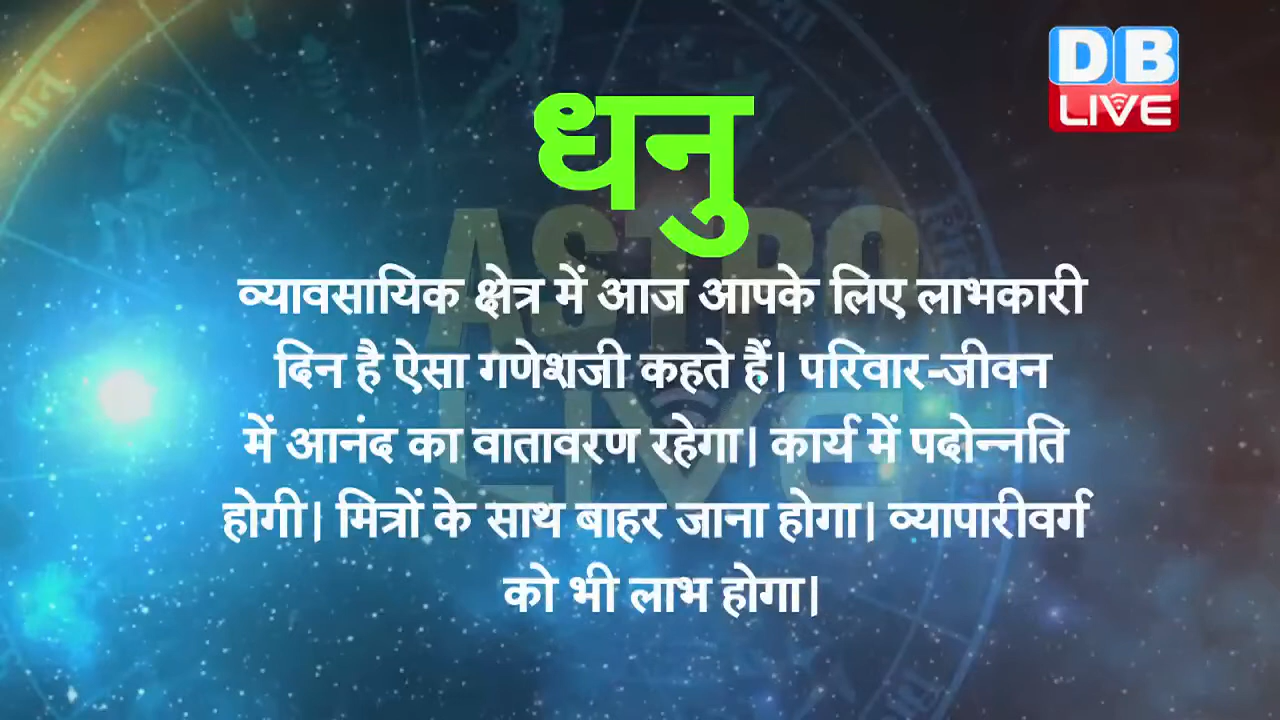 DB
LIVE
धनु
ASTRO
LIVE
व्यावसायिक क्षेत्र में आज आपके लिए लाभकारी
दिन है ऐसा गणेशजी कहते हैं। परिवार-जीवन
में आनंद का वातावरण रहेगा। कार्य में पदोन्नति
होगी। मित्रों के साथ बाहर जाना होगा। व्यापारीवर्ग
को भी लाभ होगा।